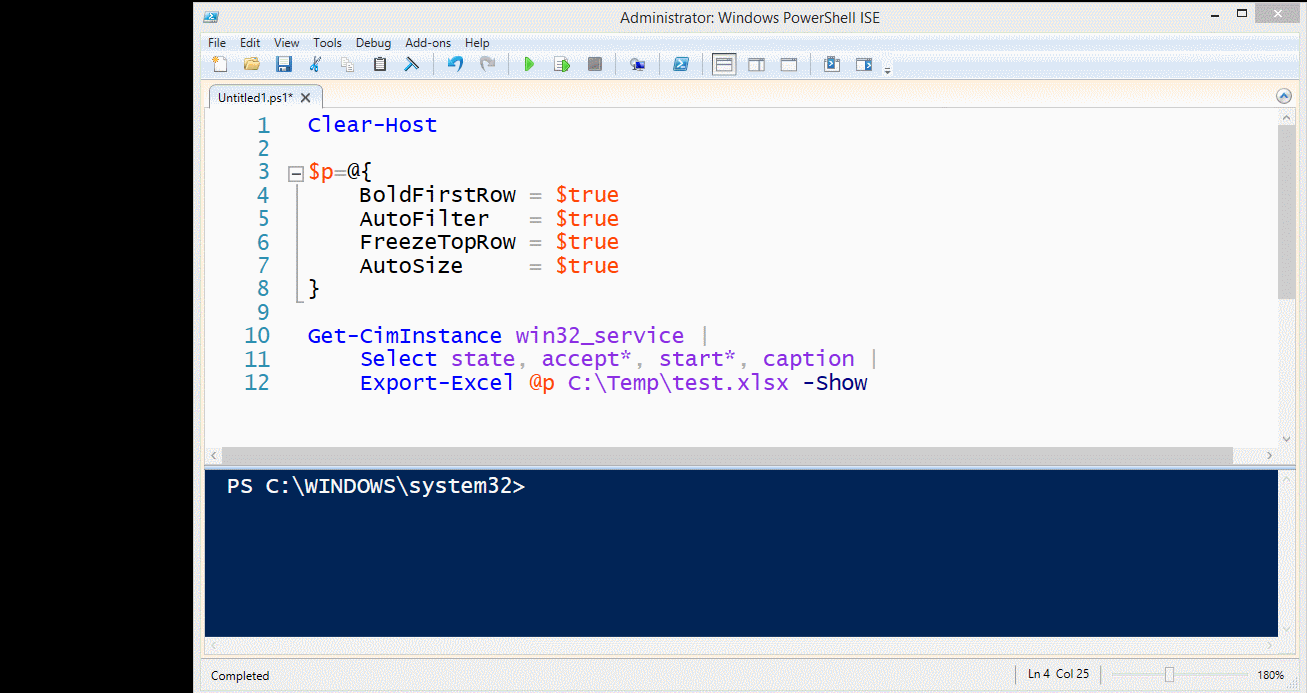 Administrator: Windows PowerShell ISE
File Edit View Tools Debug Add-ons Help
Untitled1.ps1*
1 Clear-Host
2
3 $p=@{
4     BoldFirstRow = $true
5     AutoFilter   = $true
6     FreezeTopRow = $true
7     AutoSize     = $true
8 }
9
10 Get-CimInstance win32_service |
11     Select state, accept*, start*, caption |
12     Export-Excel @p C:\Temp\test.xlsx -Show
PS C:\WINDOWS\system32>
Completed Ln 4 Col 25 180%